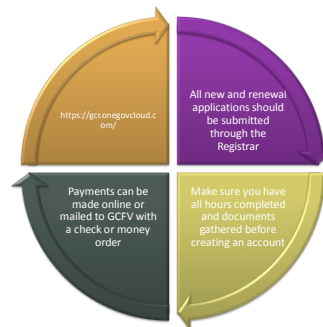 https://gcr.onegovcloud.c
om/
All new and renewal
applications should
be submitted
through the
Registrar
Payments can be
made online or
mailed to GCFV with
a check or money
order
Make sure you have
all hours completed
and documents
gathered before
creating an account